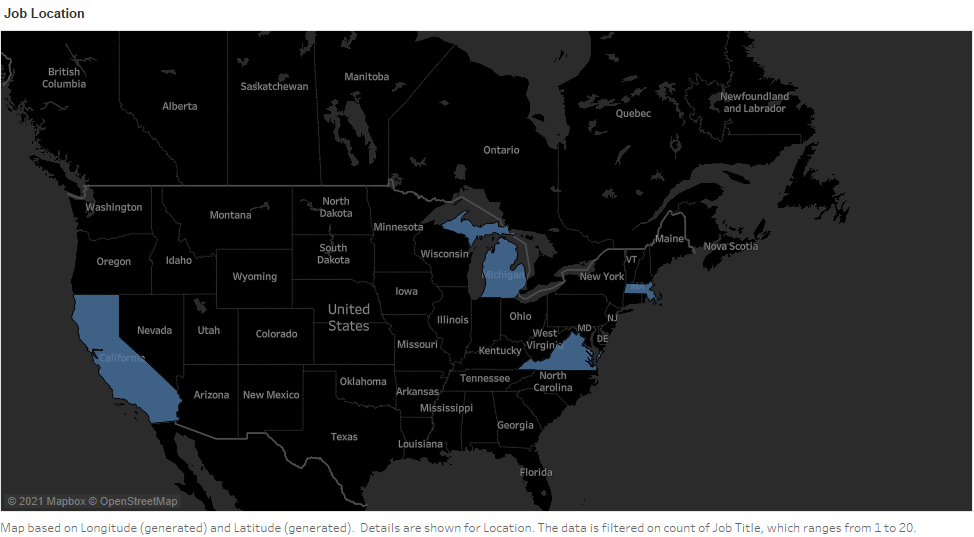 Job Location
British
Columbia
Alberta
Saskatchewan
Manitoba
Ontario
Quebec
Newfoundland
and Labrador
Washington
Montana
North
Dakota
Minnesota
Maine
Nova Scotia
Oregon
Idaho
South
Dakota
Wisconsin
VT
Wyoming
Michigan
New York
MA
Iowa
Nevada
Utah
Colorado
United
States
Illinois
Ohio
NJ
MD
DE
West
Virginia
California
Missouri
Kentucky
Arizona
New Mexico
Oklahoma
Arkansas
Tennessee
North
Carolina
Mississippi
Georgia
Texas
Louisiana
Florida
© 2021 Mapbox © OpenStreetMap
Map based on Longitude (generated) and Latitude (generated). Details are shown for Location. The data is filtered on count of Job Title, which ranges from 1 to 20.